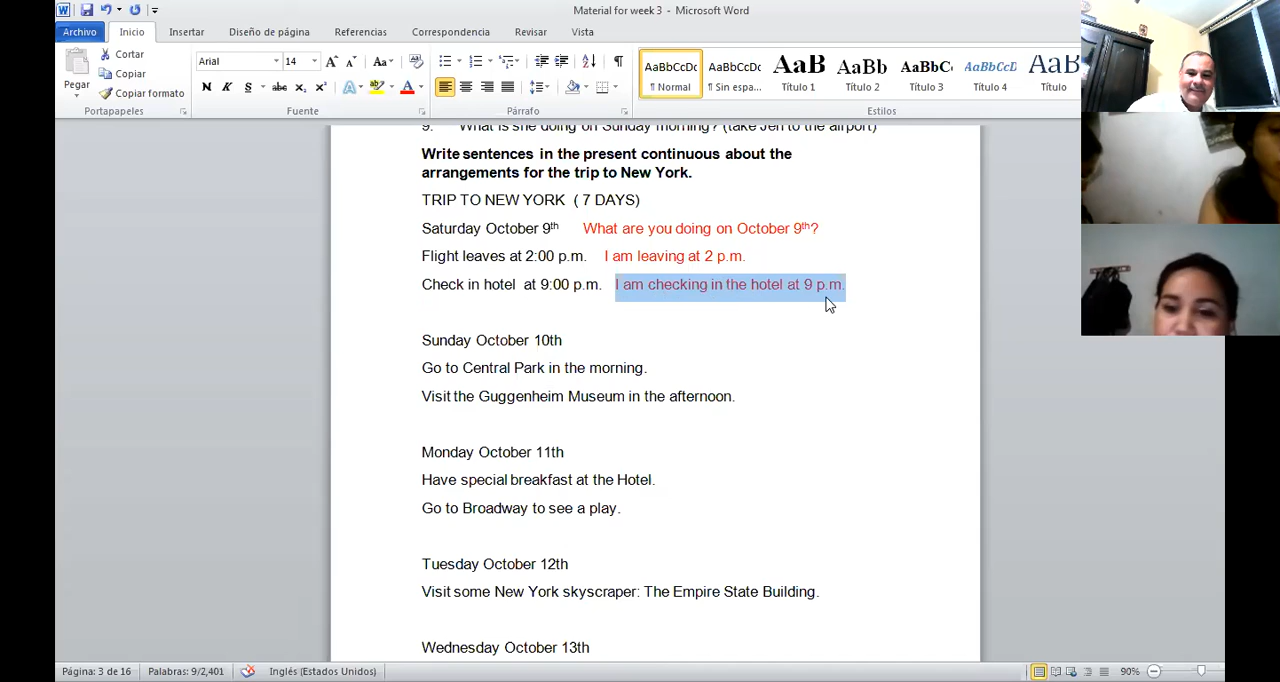 Material for week 3 - Microsoft Word
Archivo Inicio Insertar Diseño de página Referencias Correspondencia Revisar Vista
Cortar
Copiar
Copiar formato
Pegar
Portapapeles
Arial 14
Fuente
Párrafo
AaBbCcDc AaBbCcDc AaB AaBb AaBbC AaBbCcD AaB
¶ Normal ¶ Sin espa... Título 1 Título 2 Título 3 Título 4 Título
Estilos
9. What is she doing on Sunday morning? (take Jen to the airport)
Write sentences in the present continuous about the
arrangements for the trip to New York.
TRIP TO NEW YORK ( 7 DAYS)
Saturday October 9th What are you doing on October 9th?
Flight leaves at 2:00 p.m. I am leaving at 2 p.m.
Check in hotel at 9:00 p.m. I am checking in the hotel at 9 p.m.
Sunday October 10th
Go to Central Park in the morning.
Visit the Guggenheim Museum in the afternoon.
Monday October 11th
Have special breakfast at the Hotel.
Go to Broadway to see a play.
Tuesday October 12th
Visit some New York skyscraper: The Empire State Building.
Wednesday October 13th
Página: 3 de 16 Palabras: 9/2,401 Inglés (Estados Unidos) 90%